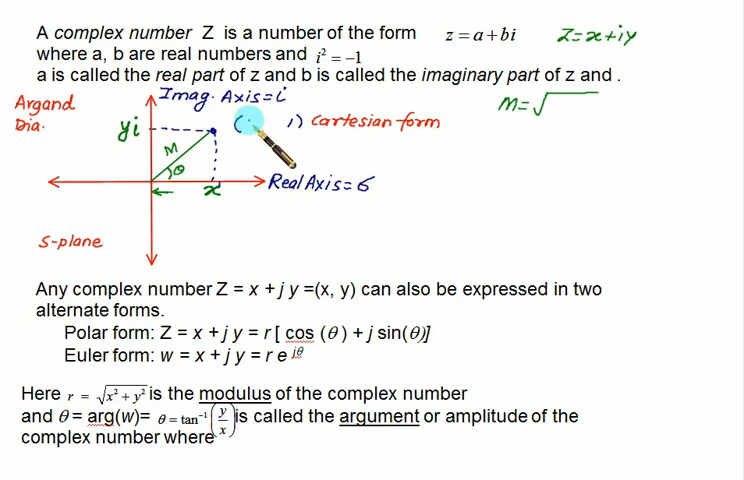 A complex number Z is a number of the form z = a + bi Z = x + iy
where a, b are real numbers and i² = −1
a is called the real part of z and b is called the imaginary part of z and .
Argand
Dia.
Imag. Axis = i
M = √
yi
( 1) Cartesian form
M
θ
x
Real Axis = σ
S-plane
Any complex number Z = x + j y =(x, y) can also be expressed in two
alternate forms.
Polar form: Z = x + j y = r [ cos (θ) + j sin(θ)]
Euler form: w = x + j y = r e^jθ
Here r = √x² + y² is the modulus of the complex number
and θ = arg(w)= θ = tan⁻¹(y/x) is called the argument or amplitude of the
complex number where